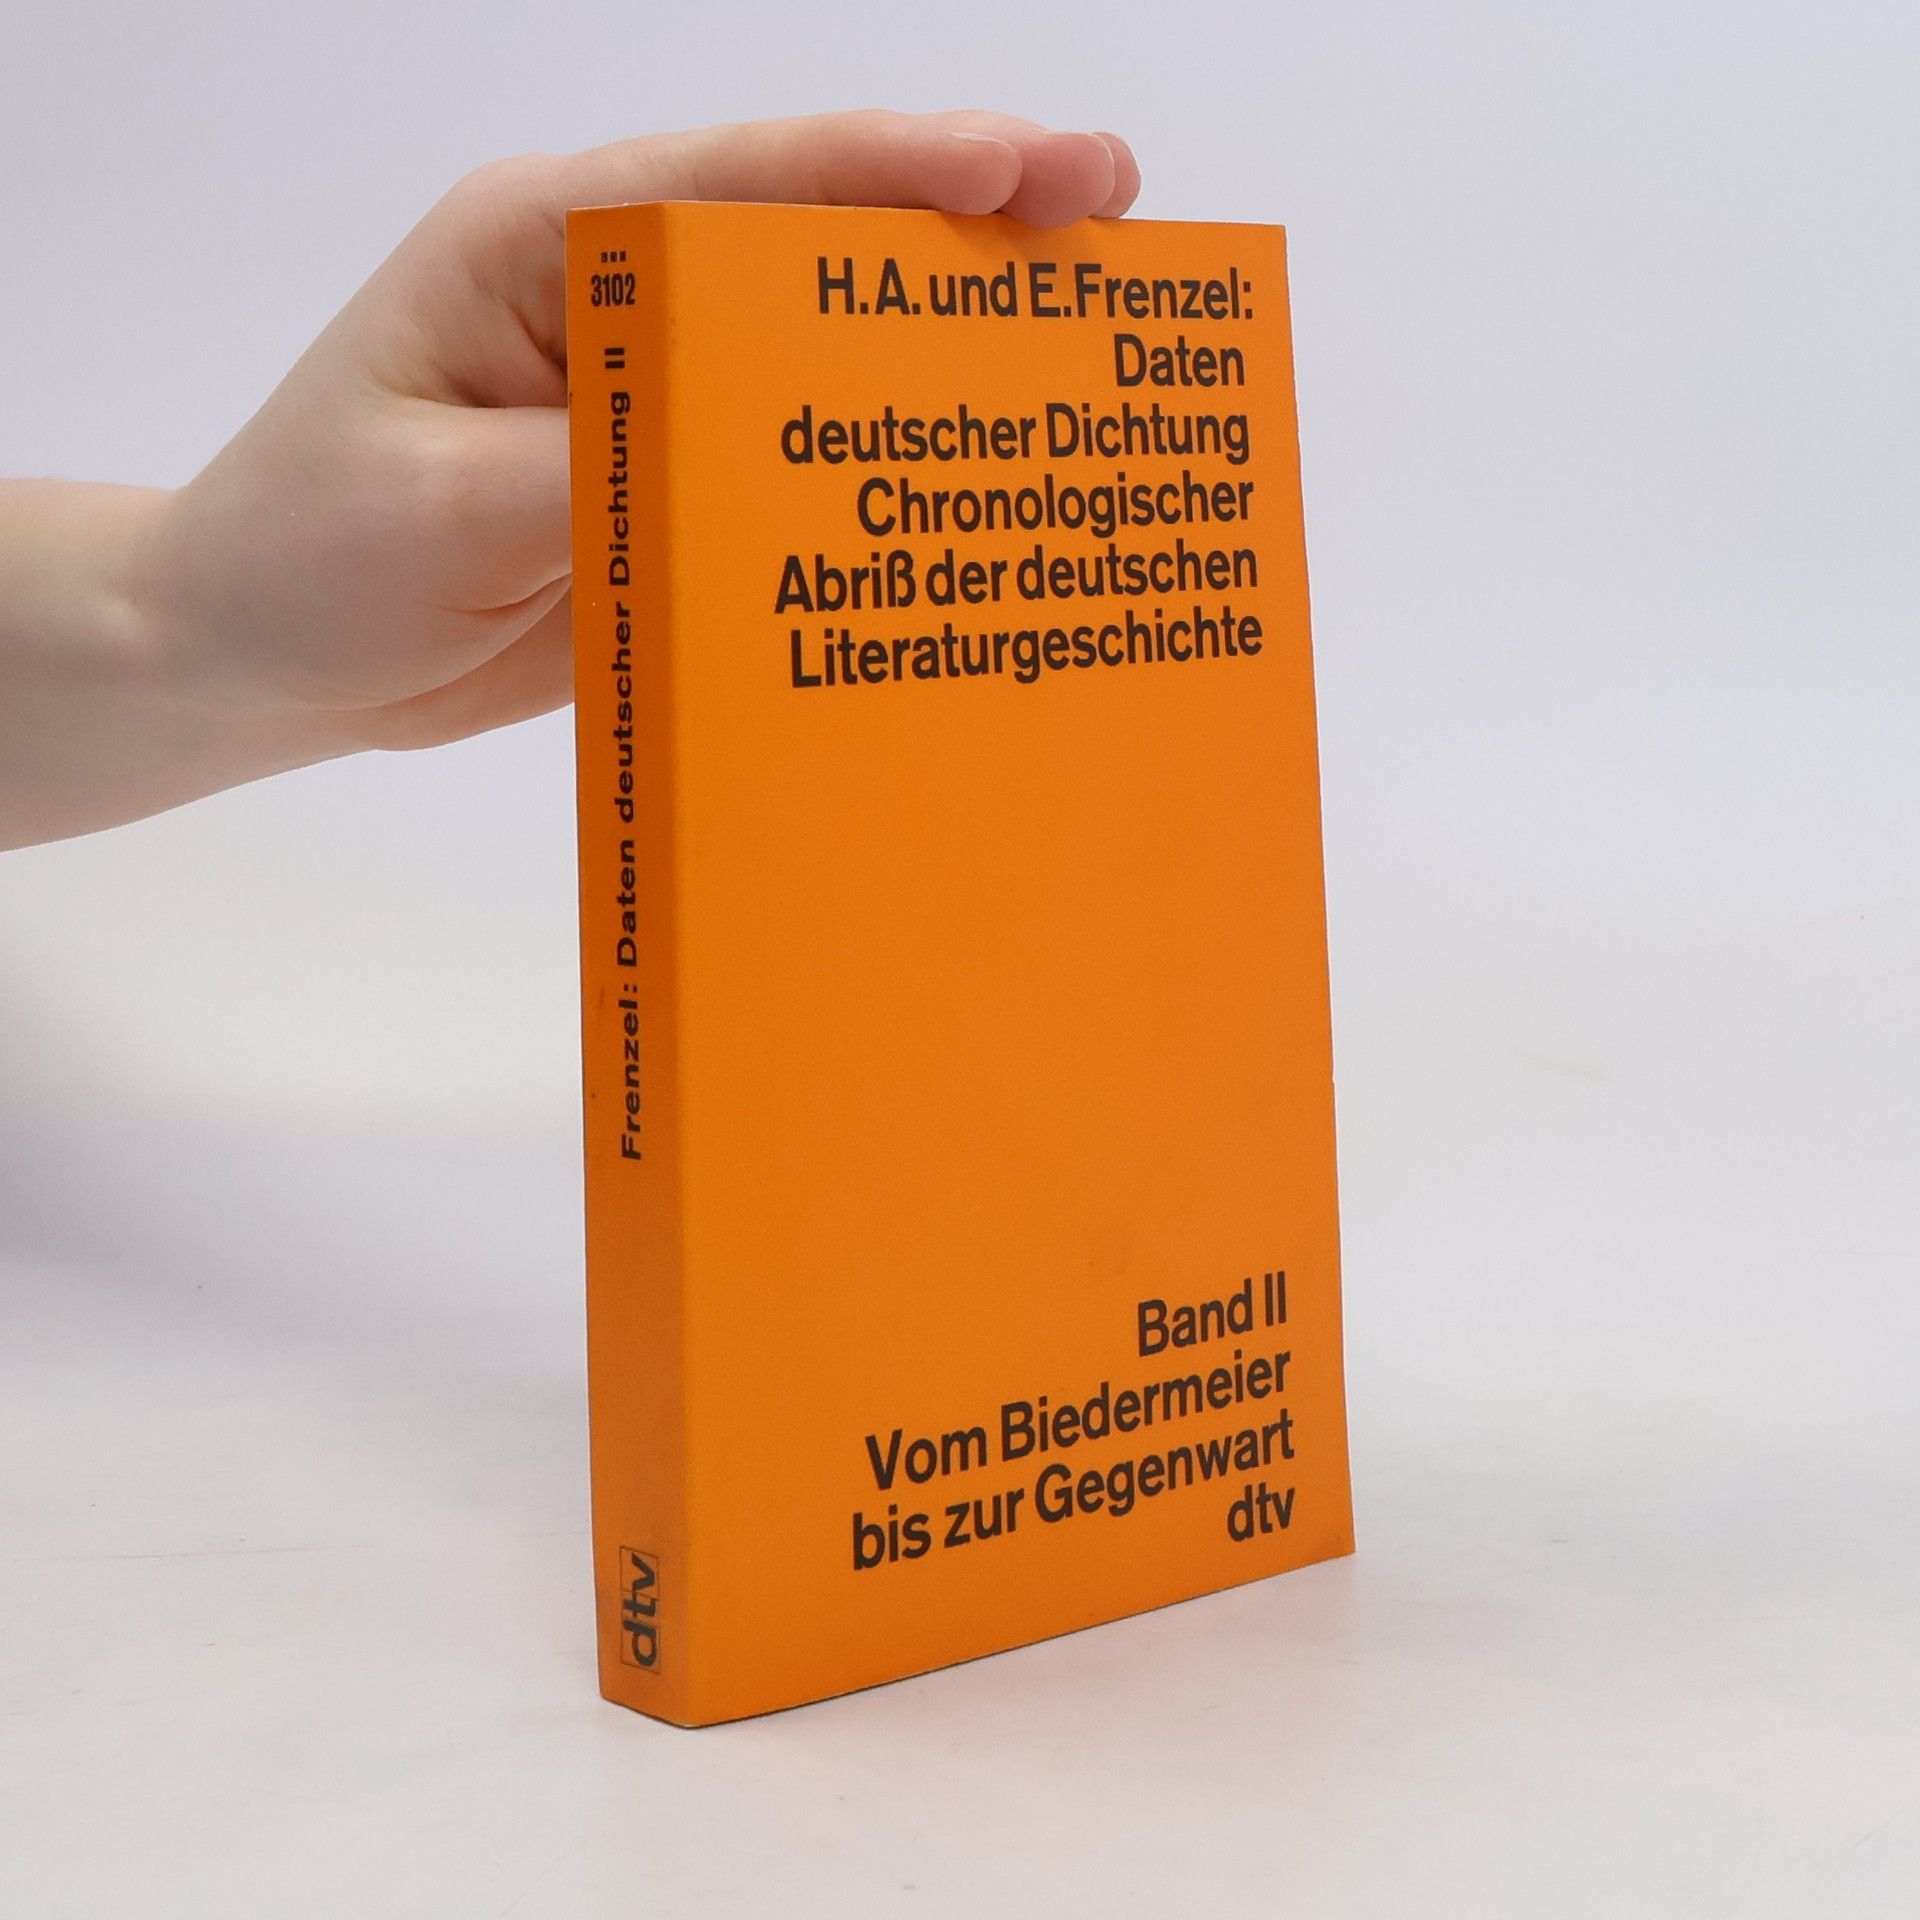 3102
Frenzel: Daten deutscher Dichtung II
dtv
H.A. und E.Frenzel:
Daten
deutscher Dichtung
Chronologischer
Abriß der deutschen
Literaturgeschichte
Band II
Vom Biedermeier
bis zur Gegenwart
dtv